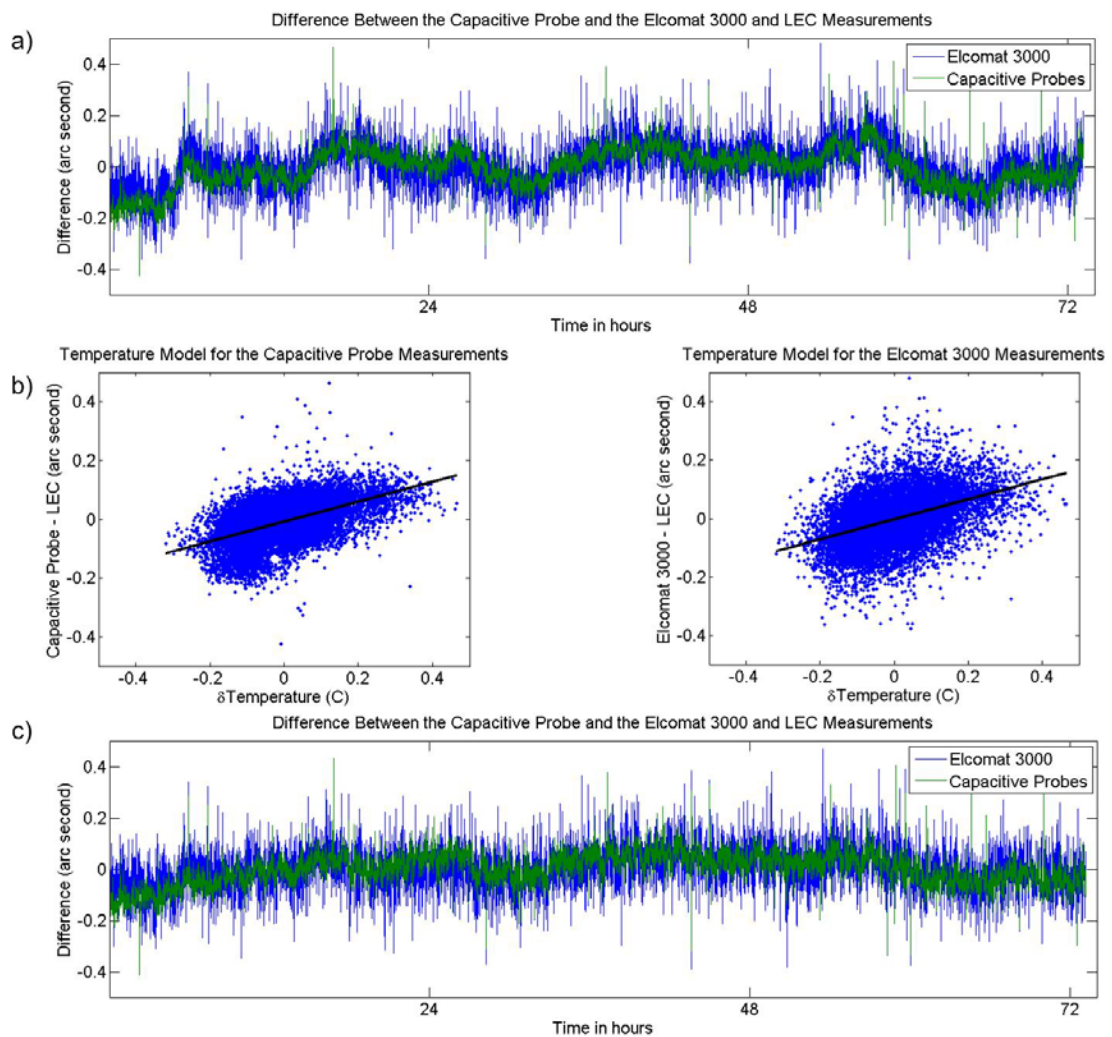 a)
Difference Between the Capacitive Probe and the Elcomat 3000 and LEC Measurements
Difference (arc second)
0.4
0.2
0
-0.2
-0.4
Elcomat 3000
Capacitive Probes
24
48
72
Time in hours
b)
Temperature Model for the Capacitive Probe Measurements
Capacitive Probe - LEC (arc second)
0.4
0.2
0
-0.2
-0.4
-0.4
-0.2
0
0.2
0.4
δTemperature (C)
Temperature Model for the Elcomat 3000 Measurements
Elcomat 3000 - LEC (arc second)
0.4
0.2
0
-0.2
-0.4
-0.4
-0.2
0
0.2
0.4
δTemperature (C)
c)
Difference Between the Capacitive Probe and the Elcomat 3000 and LEC Measurements
Difference (arc second)
0.4
0.2
0
-0.2
-0.4
Elcomat 3000
Capacitive Probes
24
48
72
Time in hours